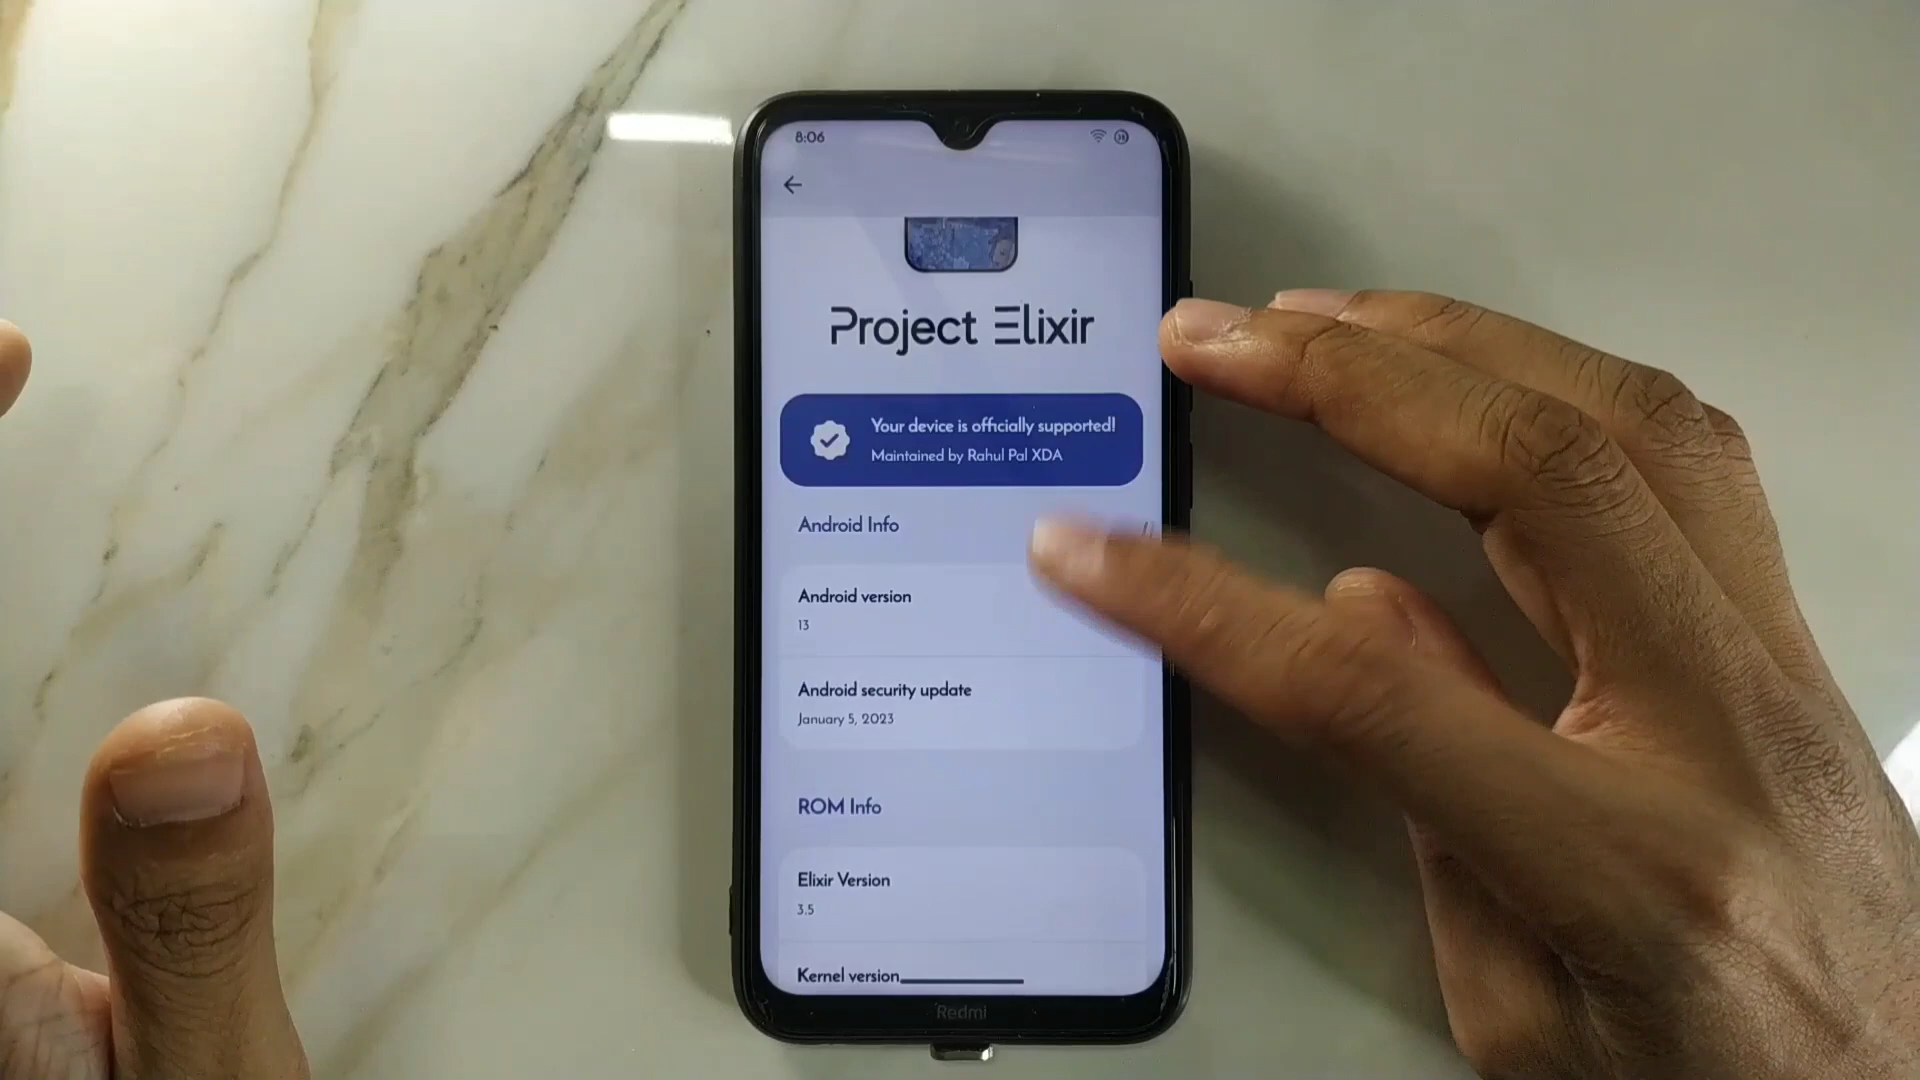 8:06
Project Elixir
Your device is officially supported!
Maintained by Rahul Pal XDA
Android Info
Android version
13
Android security update
January 5, 2023
ROM Info
Elixir Version
3.5
Kernel version
Redmi